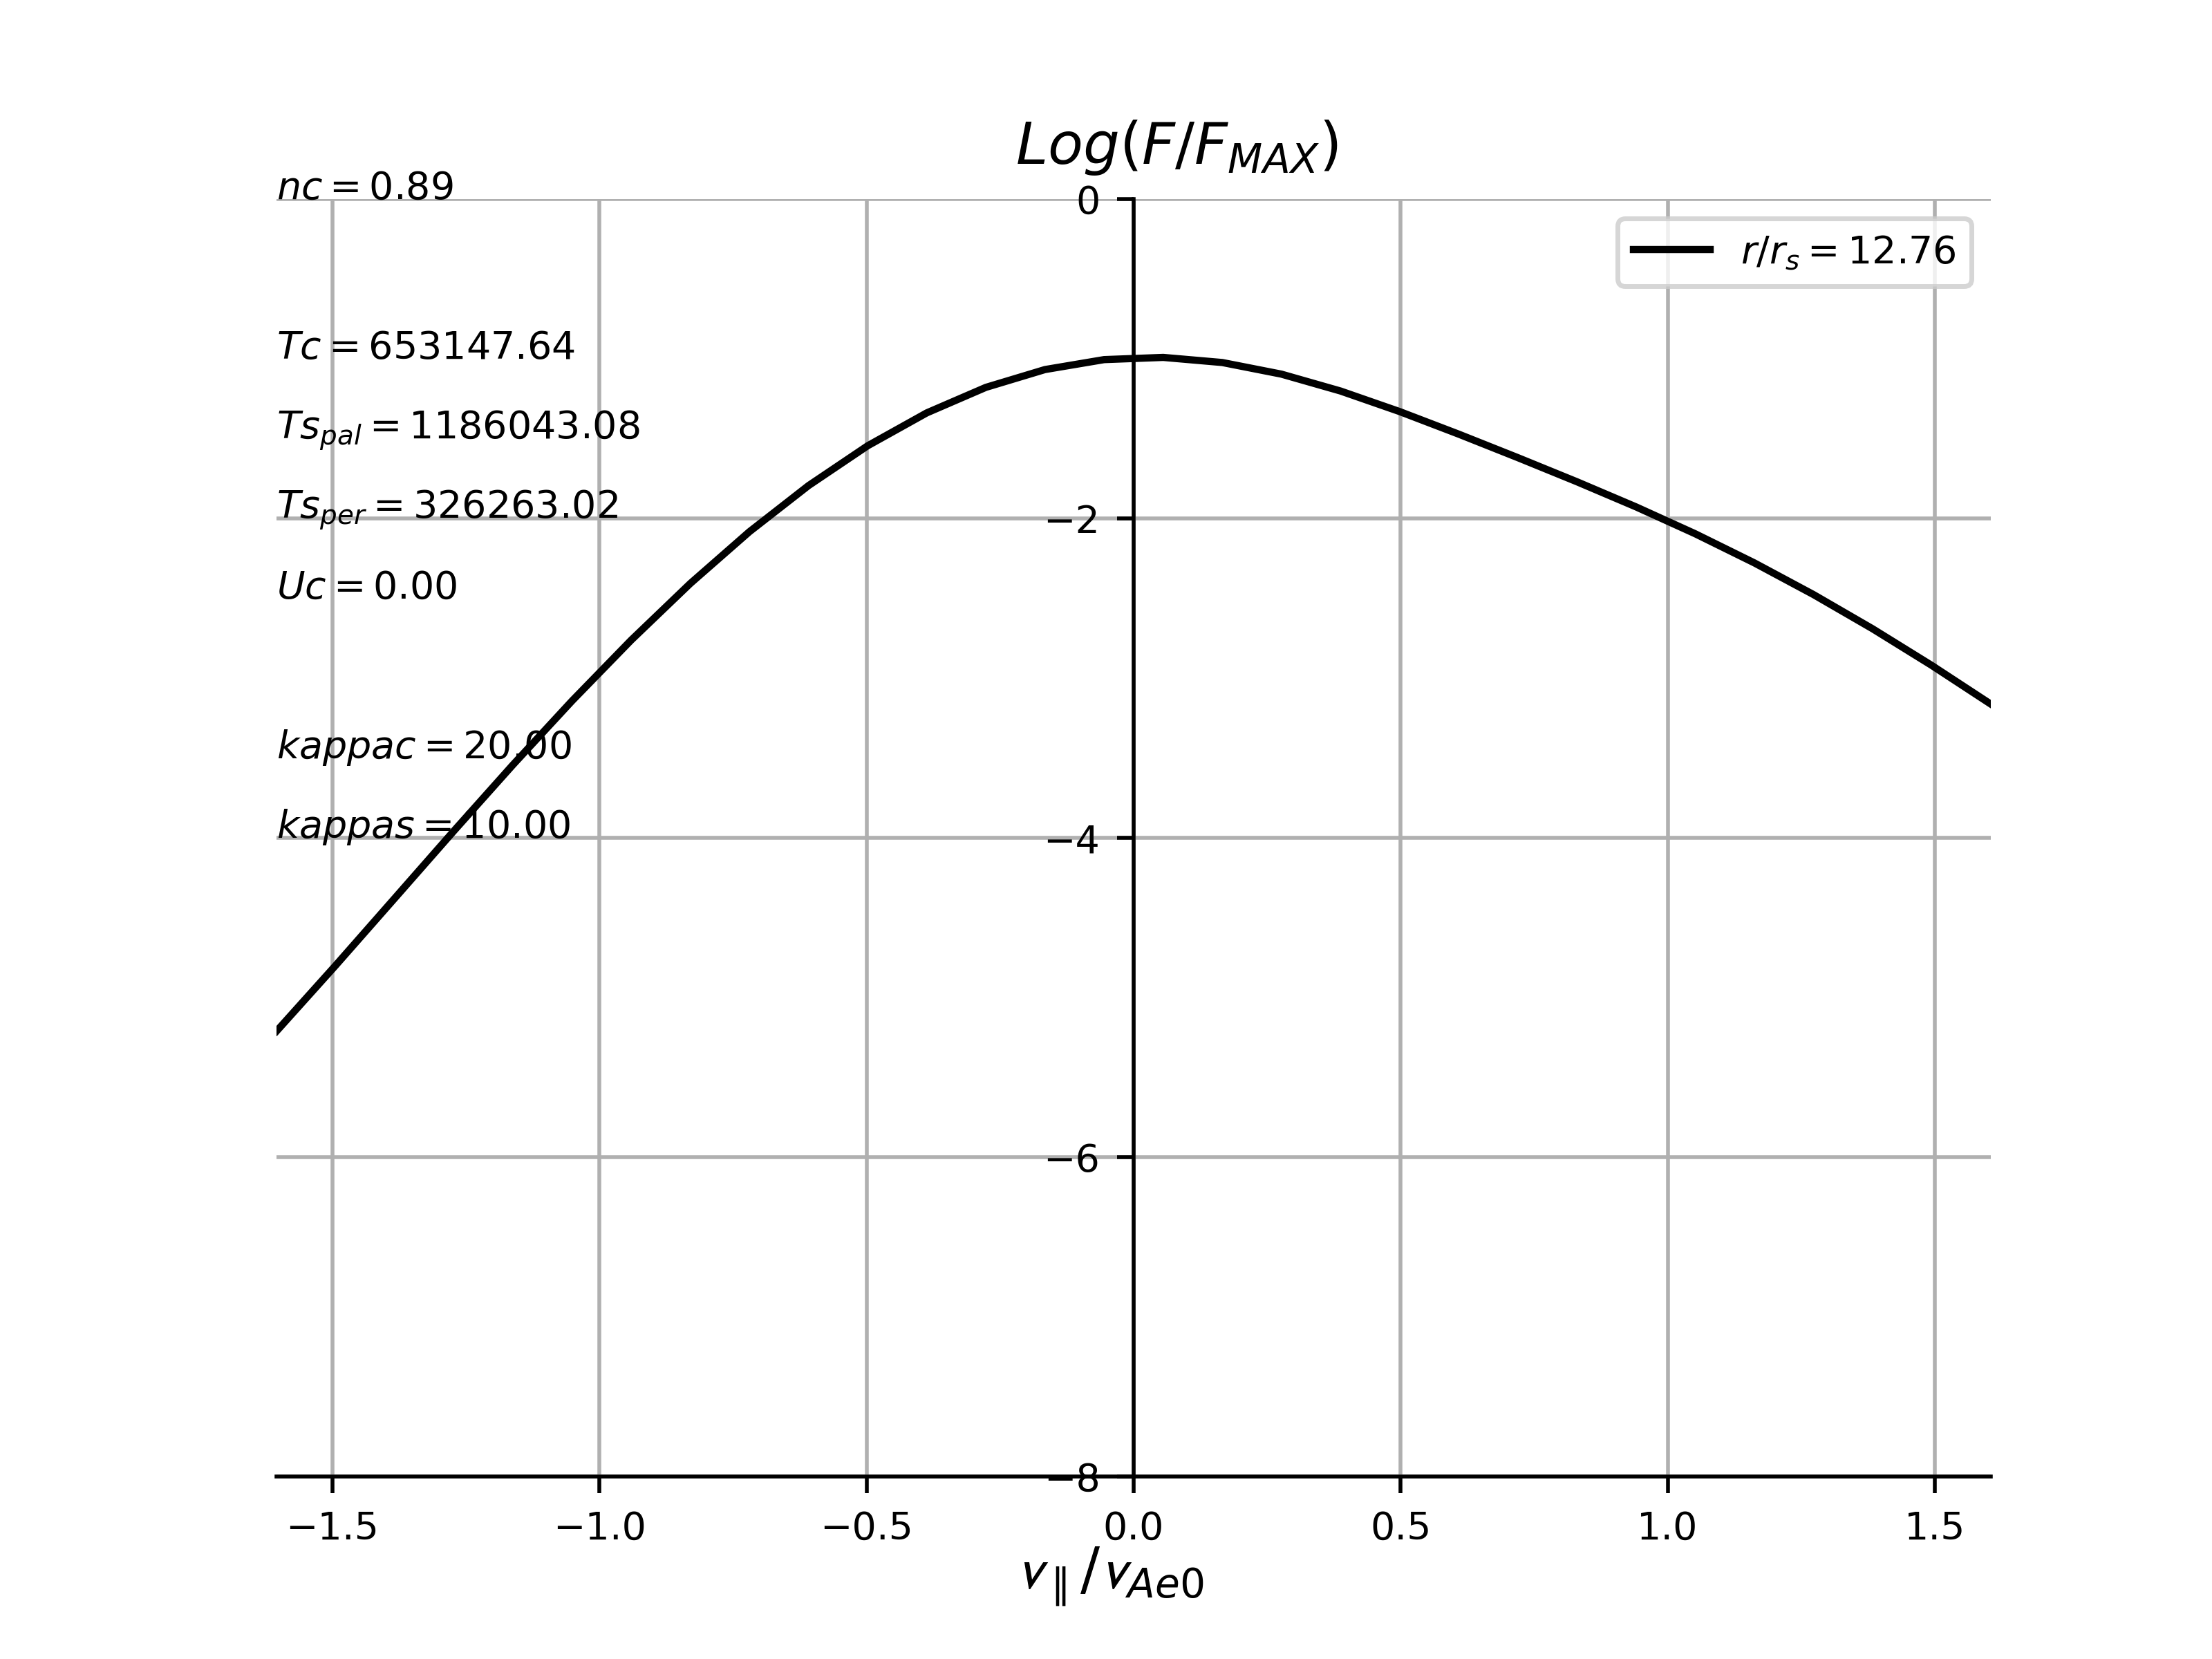 Log(F/F_MAX)
nc = 0.89
0
r/r_s = 12.76
Tc = 653147.64
Ts_pal = 1186043.08
Ts_per = 326263.02
−2
Uc = 0.00
kappac = 20.00
kappas = 10.00
−4
−6
−8
−1.5 −1.0 −0.5 0.0 0.5 1.0 1.5
v_∥/v_Ae0